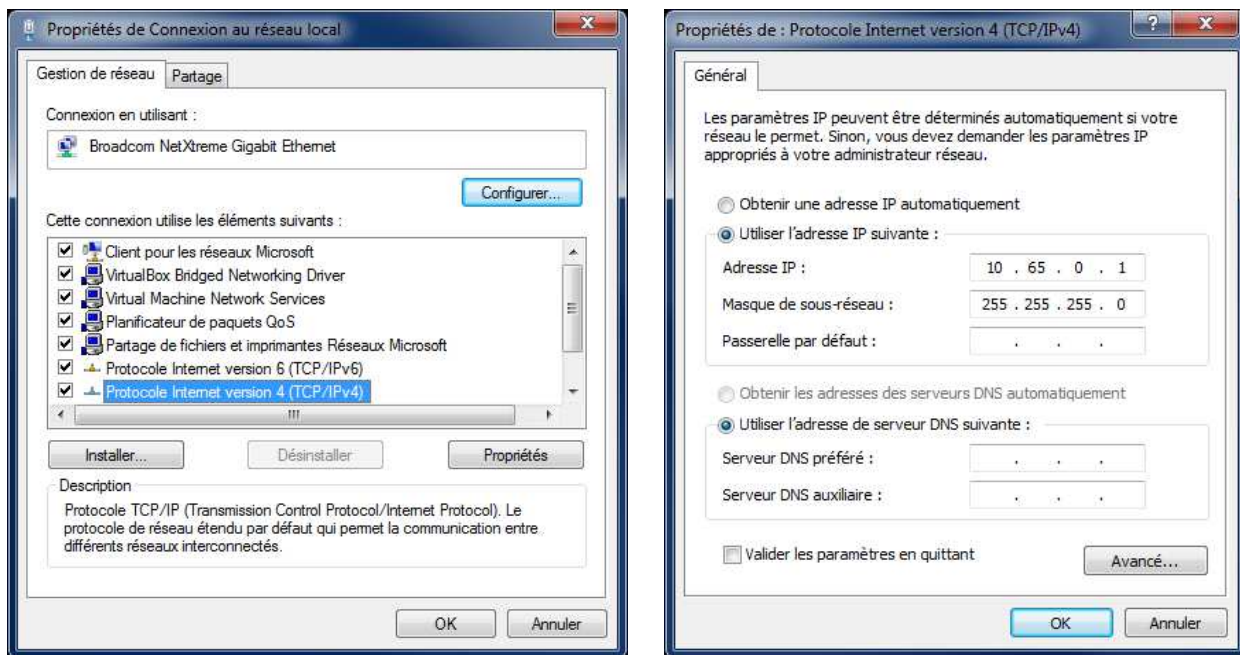 Propriétés de Connexion au réseau local
Gestion de réseau
Partage
Connexion en utilisant :
Broadcom NetXtreme Gigabit Ethernet
Configurer...
Cette connexion utilise les éléments suivants :
Client pour les réseaux Microsoft
VirtualBox Bridged Networking Driver
Virtual Machine Network Services
Planificateur de paquets QoS
Partage de fichiers et imprimantes Réseaux Microsoft
Protocole Internet version 6 (TCP/IPv6)
Protocole Internet version 4 (TCP/IPv4)
Installer...
Désinstaller
Propriétés
Description
Protocole TCP/IP (Transmission Control Protocol/Internet Protocol). Le
protocole de réseau étendu par défaut qui permet la communication entre
différents réseaux interconnectés.
OK
Annuler
Propriétés de : Protocole Internet version 4 (TCP/IPv4)
Général
Les paramètres IP peuvent être déterminés automatiquement si votre
réseau le permet. Sinon, vous devez demander les paramètres IP
appropriés à votre administrateur réseau.
Obtenir une adresse IP automatiquement
Utiliser l'adresse IP suivante :
Adresse IP : 10 . 65 . 0 . 1
Masque de sous-réseau : 255 . 255 . 255 . 0
Passerelle par défaut : . . .
Obtenir les adresses des serveurs DNS automatiquement
Utiliser l'adresse de serveur DNS suivante :
Serveur DNS préféré : . . .
Serveur DNS auxiliaire : . . .
Valider les paramètres en quittant
Avancé...
OK
Annuler